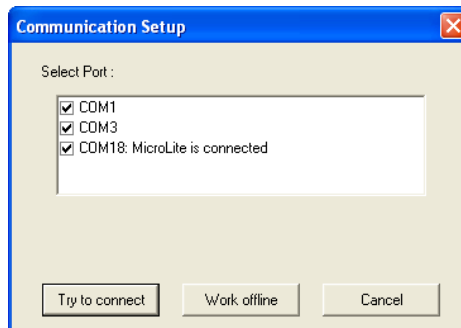 Communication Setup
Select Port :
COM1
COM3
COM18: MicroLite is connected
Try to connect Work offline Cancel